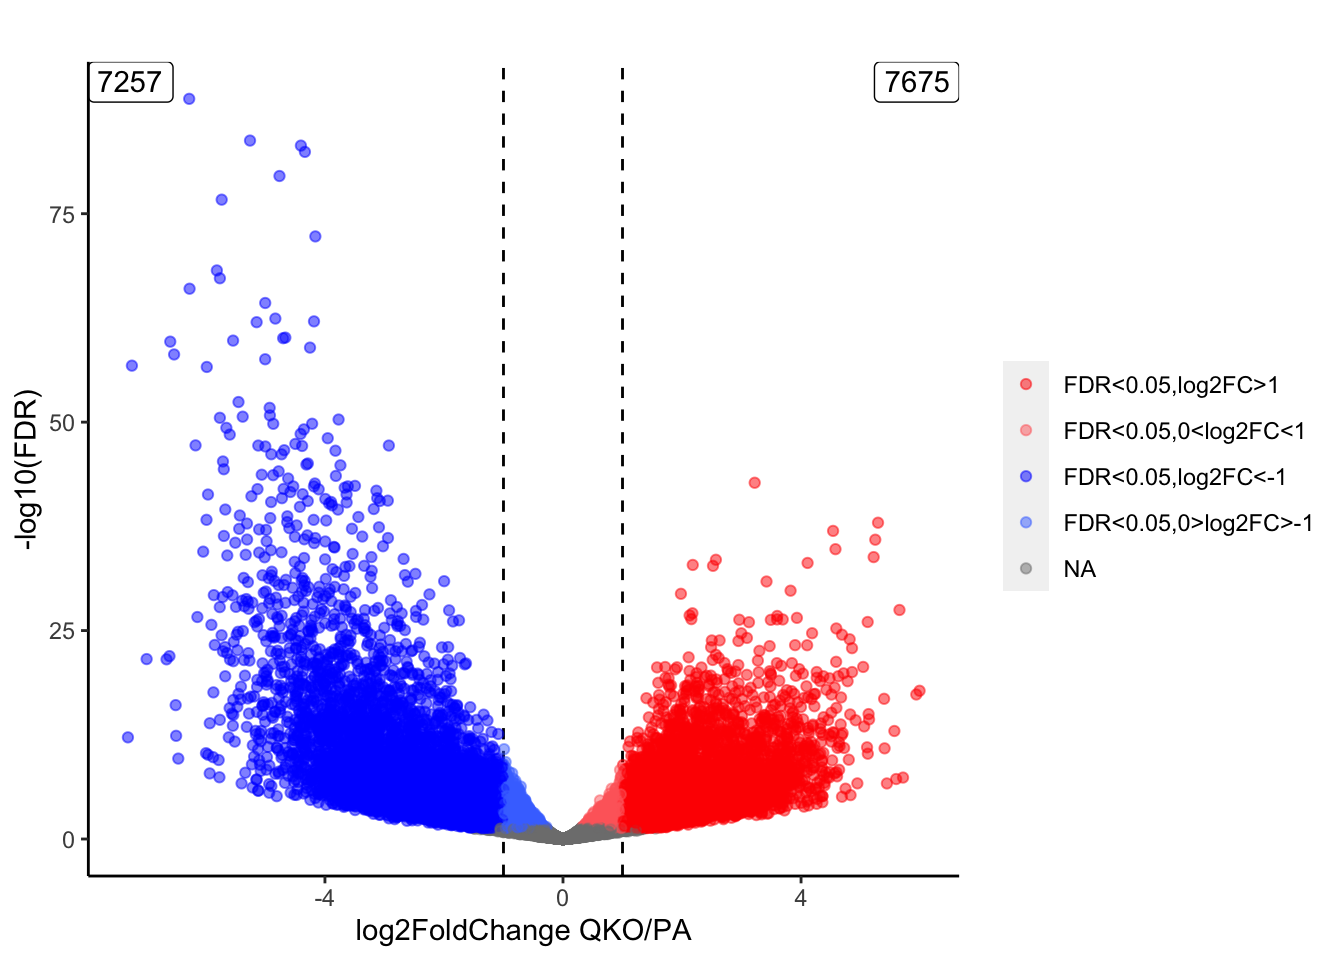 7257
7675
75
50
25
0
-log10(FDR)
-4
0
4
log2FoldChange QKO/PA
FDR<0.05,log2FC>1
FDR<0.05,0<log2FC<1
FDR<0.05,log2FC<-1
FDR<0.05,0>log2FC>-1
NA